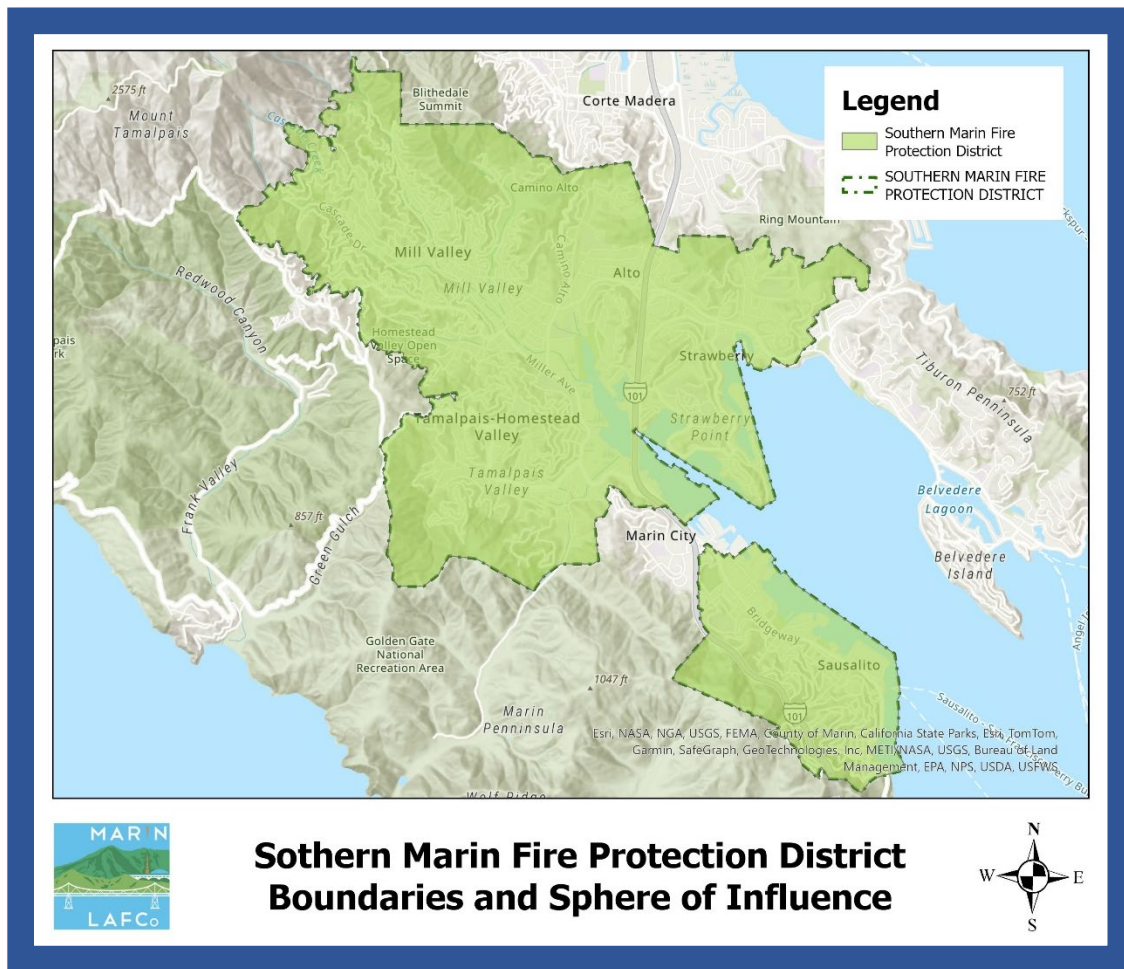 2575 ft
Mount
Tamalpais
Blithedale
Summit
Corte Madera
Legend
Southern Marin Fire
Protection District
SOUTHERN MARIN FIRE
PROTECTION DISTRICT
Camino Alto
Ring Mountain
Cascade Dr
Mill Valley
Camino Alto
Alto
Mill Valley
Redwood Canyon
Homestead
Valley Open
Space
Miller Ave
Strawberry
101
Strawberry
Point
Tiburon Penninsula
752 ft
Tamalpais-Homestead
Valley
Tamalpais
Valley
Frank Valley
857 ft
Green Gulch
Marin City
Belvedere
Lagoon
Belvedere
Island
Golden Gate
National
Recreation Area
Bridgeway
Sausalito
1047 ft
Marin
Penninsula
101
Esri, NASA, NGA, USGS, FEMA, County of Marin, California State Parks, Esri, TomTom,
Garmin, SafeGraph, GeoTechnologies, Inc, METI/NASA, USGS, Bureau of Land
Management, EPA, NPS, USDA, USFWS
Wolf Ridge
MARIN
LAFCo
Sothern Marin Fire Protection District
Boundaries and Sphere of Influence
N
W
E
S